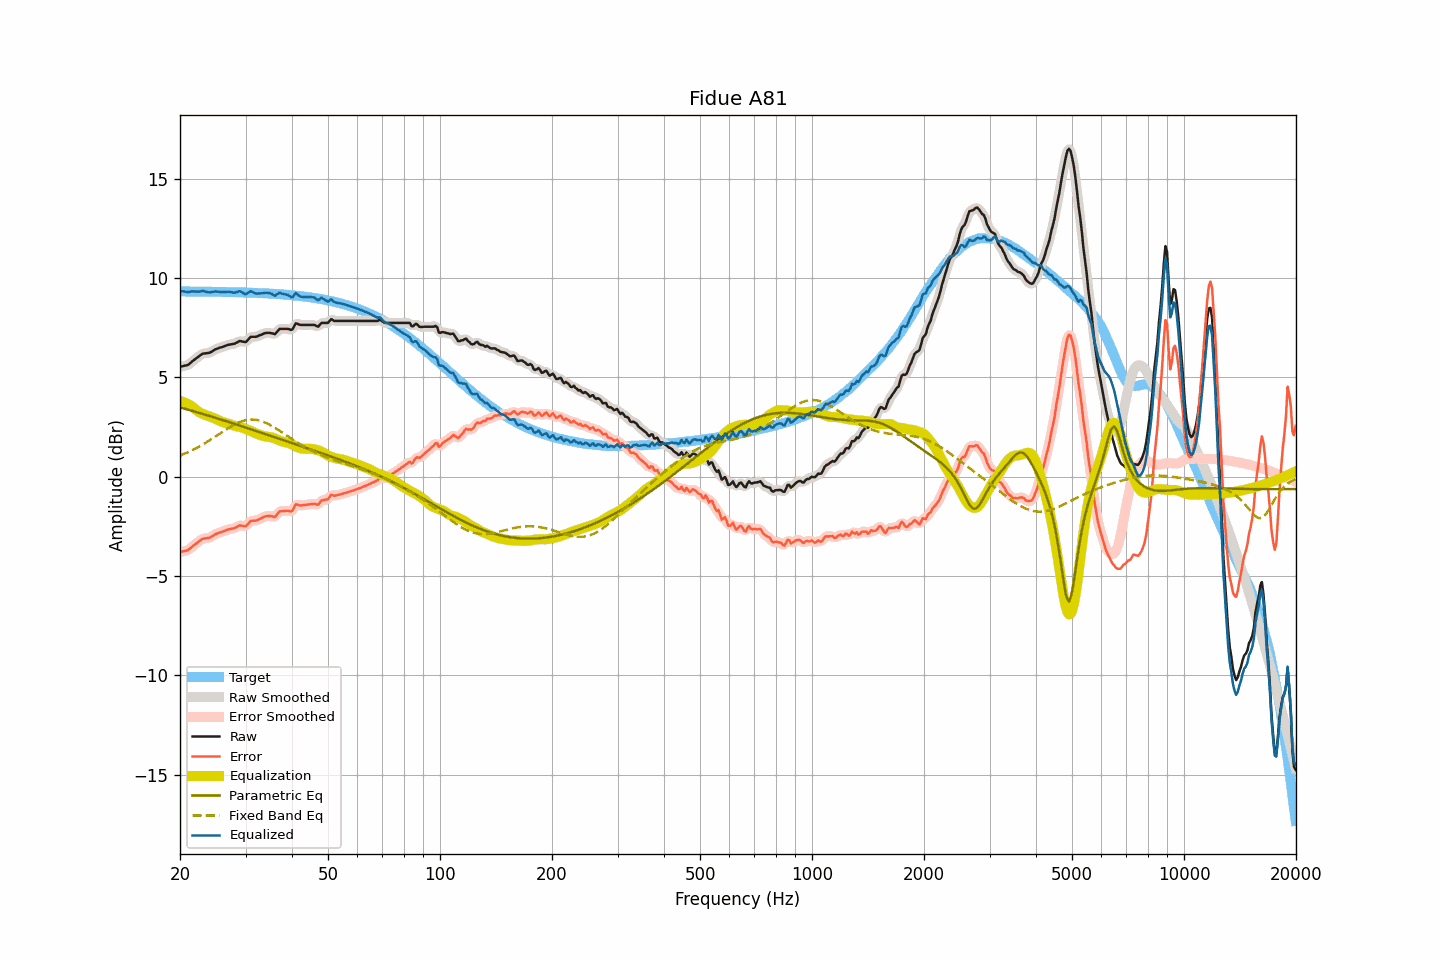 Fidue A81
Amplitude (dBr)
15
10
5
0
−5
−10
−15
Target
Raw Smoothed
Error Smoothed
Raw
Error
Equalization
Parametric Eq
Fixed Band Eq
Equalized
20 50 100 200 500 1000 2000 5000 10000 20000
Frequency (Hz)